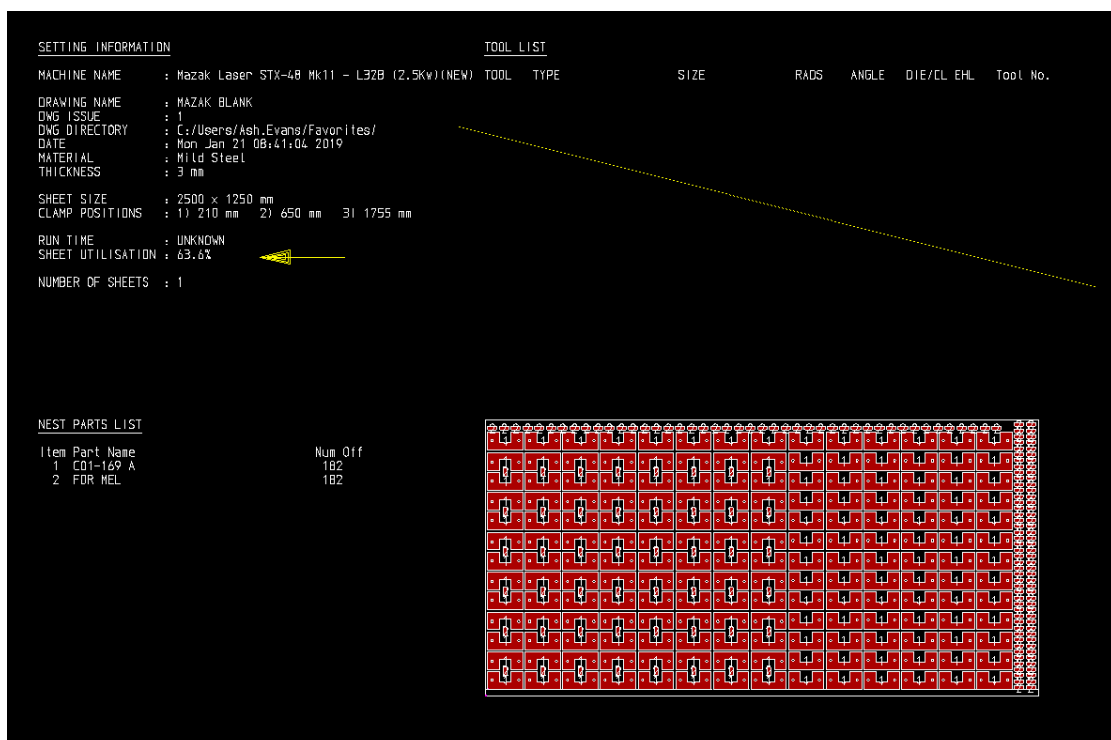 SETTING INFORMATION
MACHINE NAME : Mazak Laser STX-48 Mk11 - L32B (2.5Kw)(NEW)
DRAWING NAME : MAZAK BLANK
DWG ISSUE : 1
DWG DIRECTORY : C:/Users/Ash.Evans/Favorites/
DATE : Mon Jan 21 08:41:04 2019
MATERIAL : Mild Steel
THICKNESS : 3 mm
SHEET SIZE : 2500 x 1250 mm
CLAMP POSITIONS : 1) 210 mm 2) 650 mm 3) 1755 mm
RUN TIME : UNKNOWN
SHEET UTILISATION : 63.6%
NUMBER OF SHEETS : 1
TOOL LIST
TOOL TYPE SIZE RADS ANGLE DIE/CL EHL Tool No.
NEST PARTS LIST
Item Part Name Num Off
1 C01-169 A 182
2 FOR MEL 182